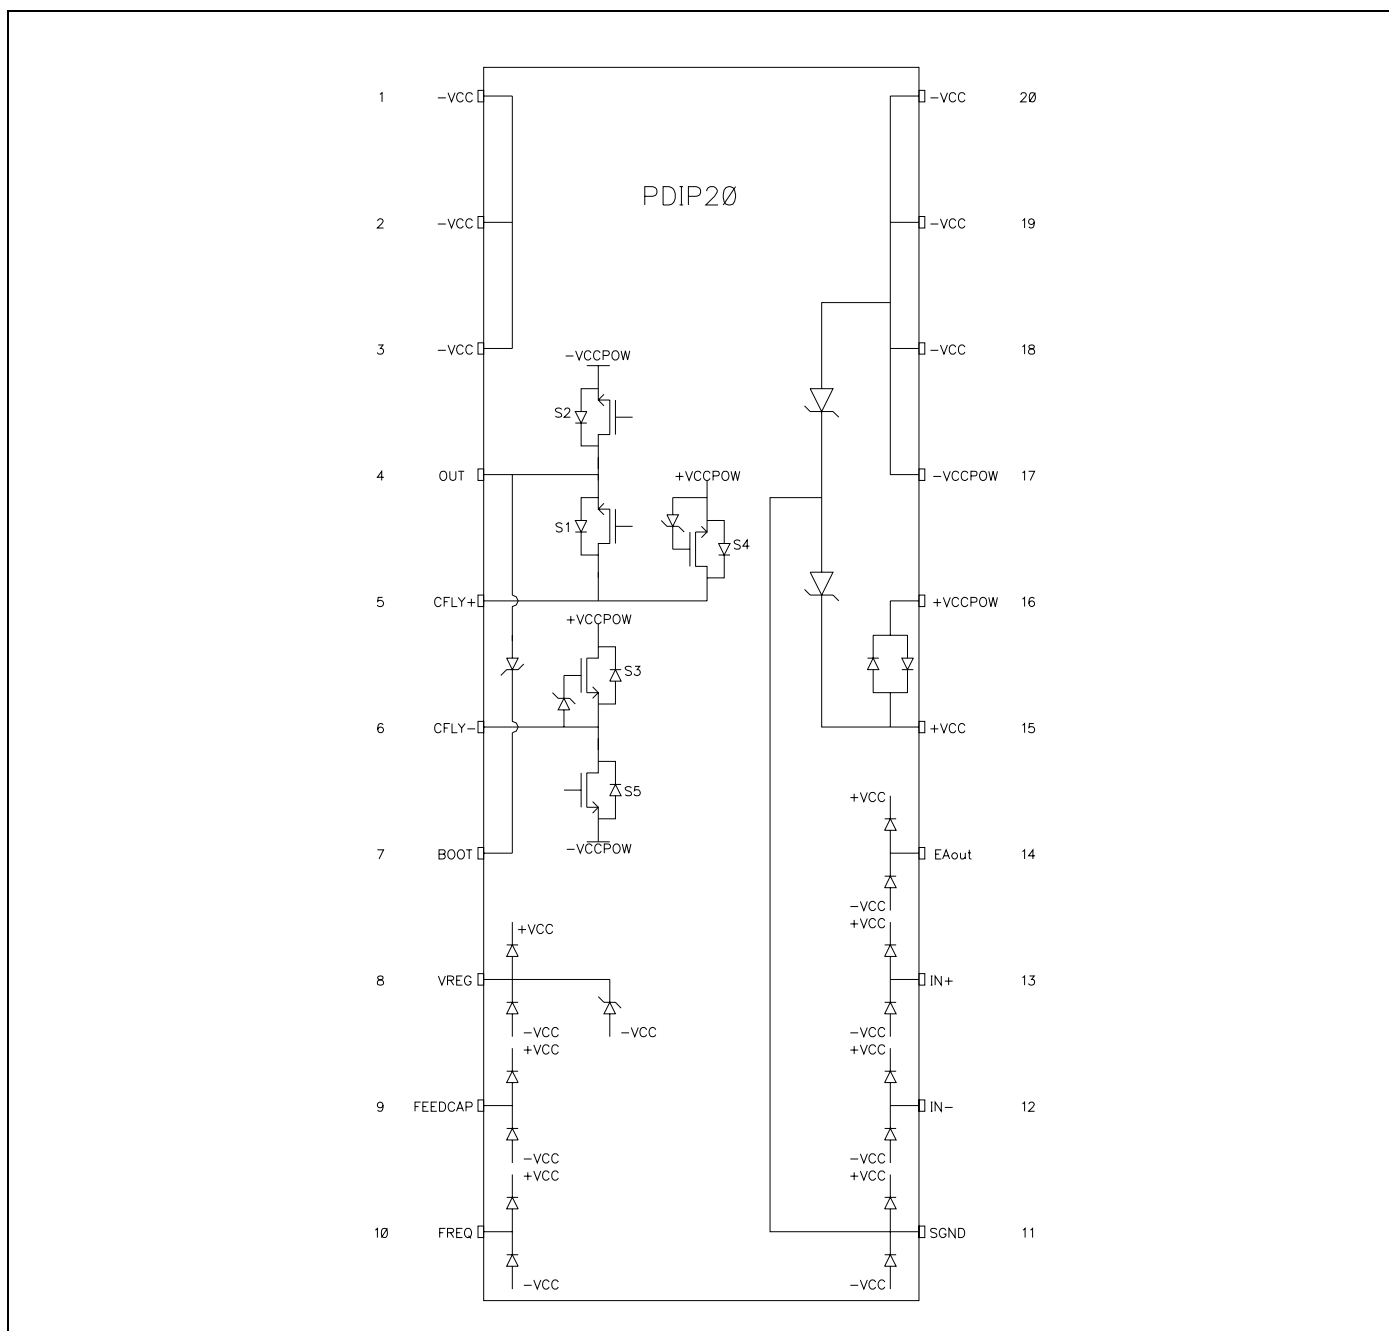 1 -VCC
-VCC 20
PDIP20
2 -VCC
-VCC 19
3 -VCC
-VCC 18
-VCCPOW
S2
4 OUT
+VCCPOW
-VCCPOW 17
S1
S4
5 CFLY+
+VCCPOW 16
+VCCPOW
S3
6 CFLY-
+VCC 15
S5
+VCC
-VCCPOW
7 BOOT
EAout 14
-VCC
+VCC
+VCC
8 VREG
IN+ 13
-VCC
-VCC
-VCC
+VCC
+VCC
9 FEEDCAP
IN- 12
-VCC
-VCC
+VCC
+VCC
10 FREQ
SGND 11
-VCC
-VCC